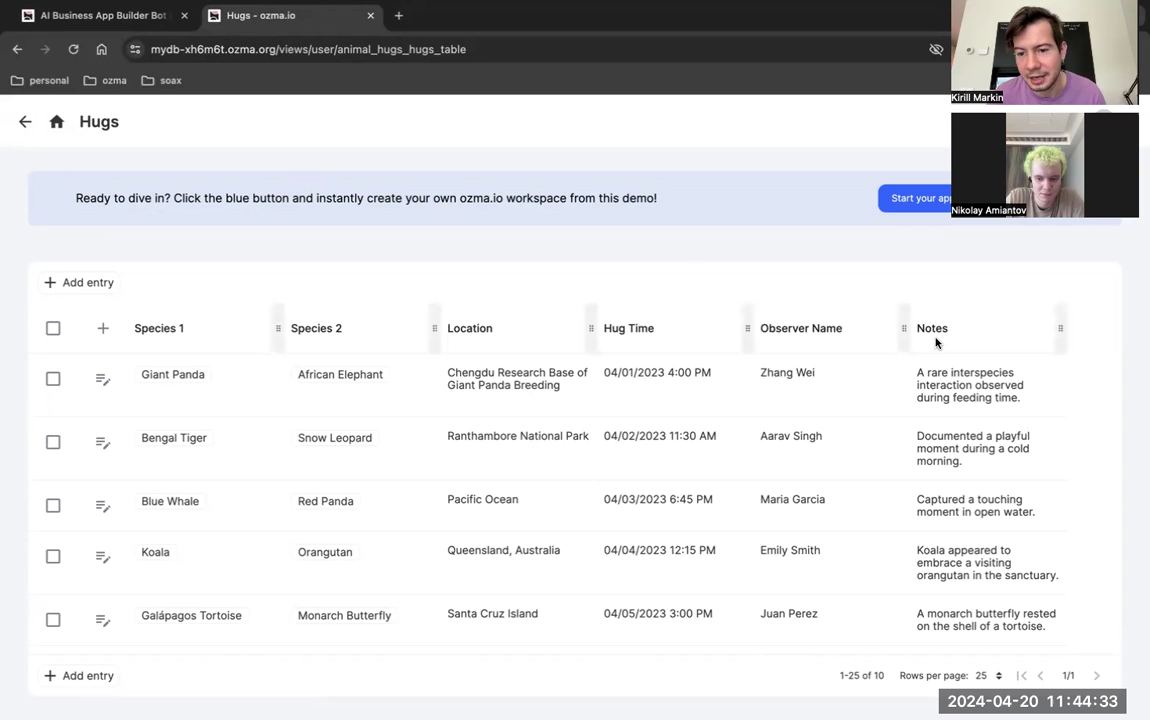 AI Business App Builder Bot
Hugs - ozma.io
mydb-xh6m6t.ozma.org/views/user/animal_hugs_hugs_table
personal
ozma
soax
Kirill Markin
Nikolay Amiantov
Hugs
Ready to dive in? Click the blue button and instantly create your own ozma.io workspace from this demo!
Start your app
Add entry
Species 1 Species 2 Location Hug Time Observer Name Notes
Giant Panda African Elephant Chengdu Research Base of
Giant Panda Breeding
04/01/2023 4:00 PM Zhang Wei A rare interspecies
interaction observed
during feeding time.
Bengal Tiger Snow Leopard Ranthambore National Park 04/02/2023 11:30 AM Aarav Singh Documented a playful
moment during a cold
morning.
Blue Whale Red Panda Pacific Ocean 04/03/2023 6:45 PM Maria Garcia Captured a touching
moment in open water.
Koala Orangutan Queensland, Australia 04/04/2023 12:15 PM Emily Smith Koala appeared to
embrace a visiting
orangutan in the sanctuary.
Galápagos Tortoise Monarch Butterfly Santa Cruz Island 04/05/2023 3:00 PM Juan Perez A monarch butterfly rested
on the shell of a tortoise.
Add entry
1-25 of 10 Rows per page: 25 1/1
2024-04-20 11:44:33